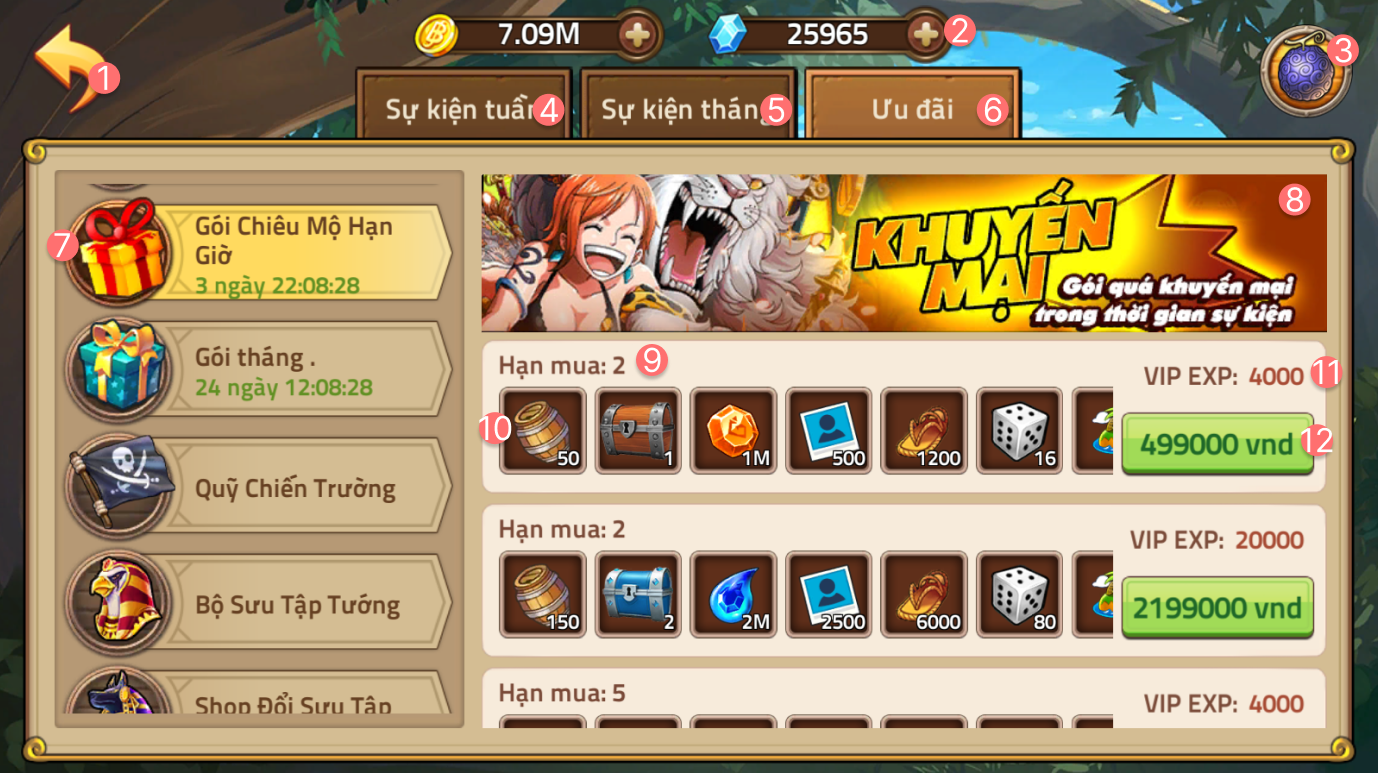 7.09M
25965
2
1
3
Sự kiện tuần 4
Sự kiện tháng 5
Ưu đãi 6
7
Gói Chiêu Mộ Hạn
Giờ
3 ngày 22:08:28
Gói tháng .
24 ngày 12:08:28
Quỹ Chiến Trường
Bộ Sưu Tập Tướng
Shop Đổi Sưu Tập
8
KHUYẾN
MẠI
Gói quá khuyến mại
trong thời gian sự kiện
Hạn mua: 2 9
VIP EXP: 4000 11
10
50 1 1M 500 1200 16
499000 vnd 12
Hạn mua: 2
VIP EXP: 20000
150 2 2M 2500 6000 80
2199000 vnd
Hạn mua: 5
VIP EXP: 4000